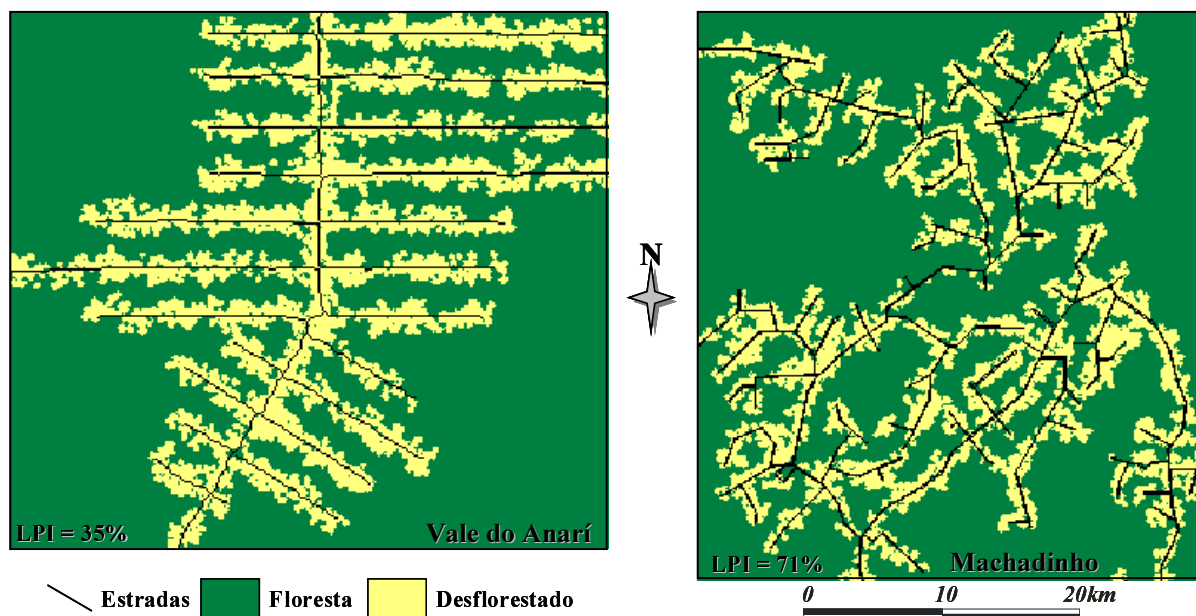 N
LPI = 35%
Vale do Anarí
LPI = 71%
Machadinho
Estradas
Floresta
Desflorestado
0 10 20km